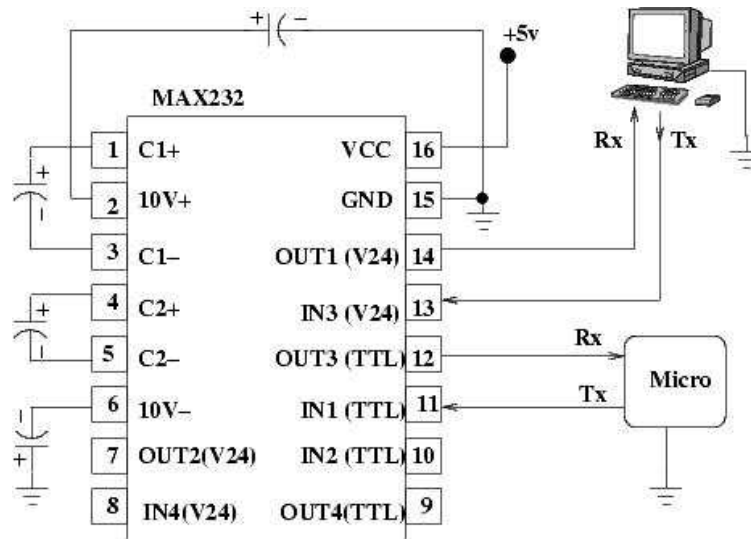 + −
+5v
MAX232
Rx Tx
1 C1+ VCC 16
+
−
2 10V+ GND 15
3 C1− OUT1 (V24) 14
4 C2+ IN3 (V24) 13
+
−
5 C2− OUT3 (TTL) 12
Rx
Micro
Tx
6 10V− IN1 (TTL) 11
−
+
7 OUT2(V24) IN2 (TTL) 10
8 IN4(V24) OUT4(TTL) 9